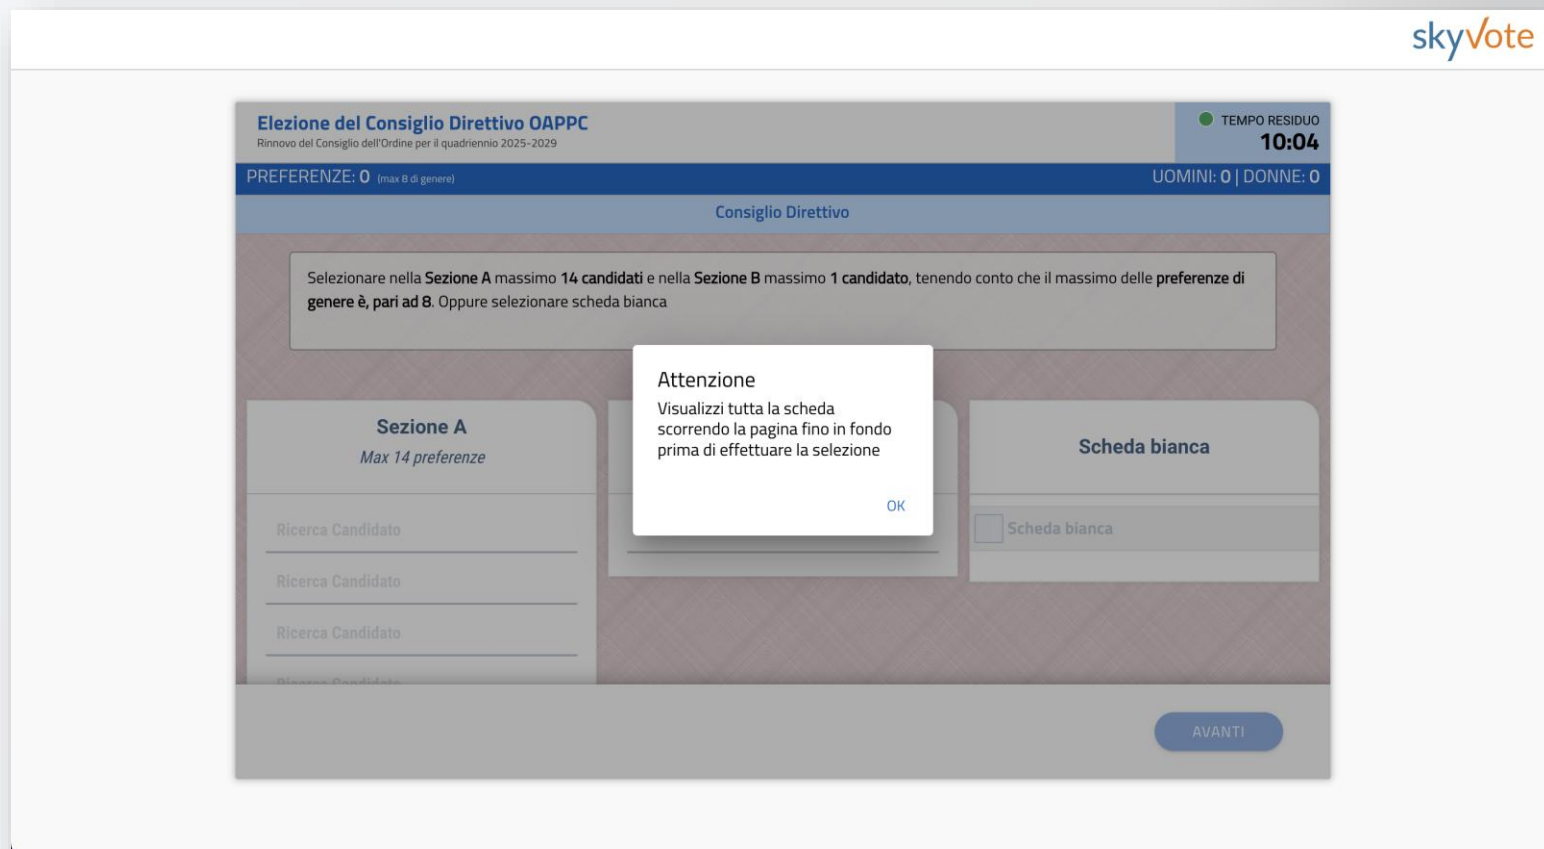 skyvote
Elezione del Consiglio Direttivo OAPPC
Rinnovo del Consiglio dell'Ordine per il quadriennio 2025-2029
TEMPO RESIDUO
10:04
PREFERENZE: 0 (max 8 di genere)
UOMINI: 0 | DONNE: 0
Consiglio Direttivo
Selezionare nella Sezione A massimo 14 candidati e nella Sezione B massimo 1 candidato, tenendo conto che il massimo delle preferenze di
genere è, pari ad 8. Oppure selezionare scheda bianca
Attenzione
Visualizzi tutta la scheda
scorrendo la pagina fino in fondo
prima di effettuare la selezione
OK
Sezione A
Max 14 preferenze
Ricerca Candidato
Ricerca Candidato
Ricerca Candidato
Ricerca Candidato
Scheda bianca
Scheda bianca
AVANTI